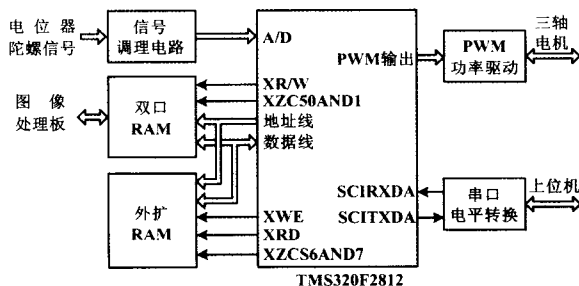 电位器
陀螺信号
信号
调理电路
A/D
PWM输出
PWM
功率驱动
三轴
电机
图像
处理板
双口
RAM
XR/W
XZC50AND1
地址线
数据线
外扩
RAM
XWE
XRD
XZCS6AND7
SCIRXDA
SCITXDA
串口
电平转换
上位机
TMS320F2812